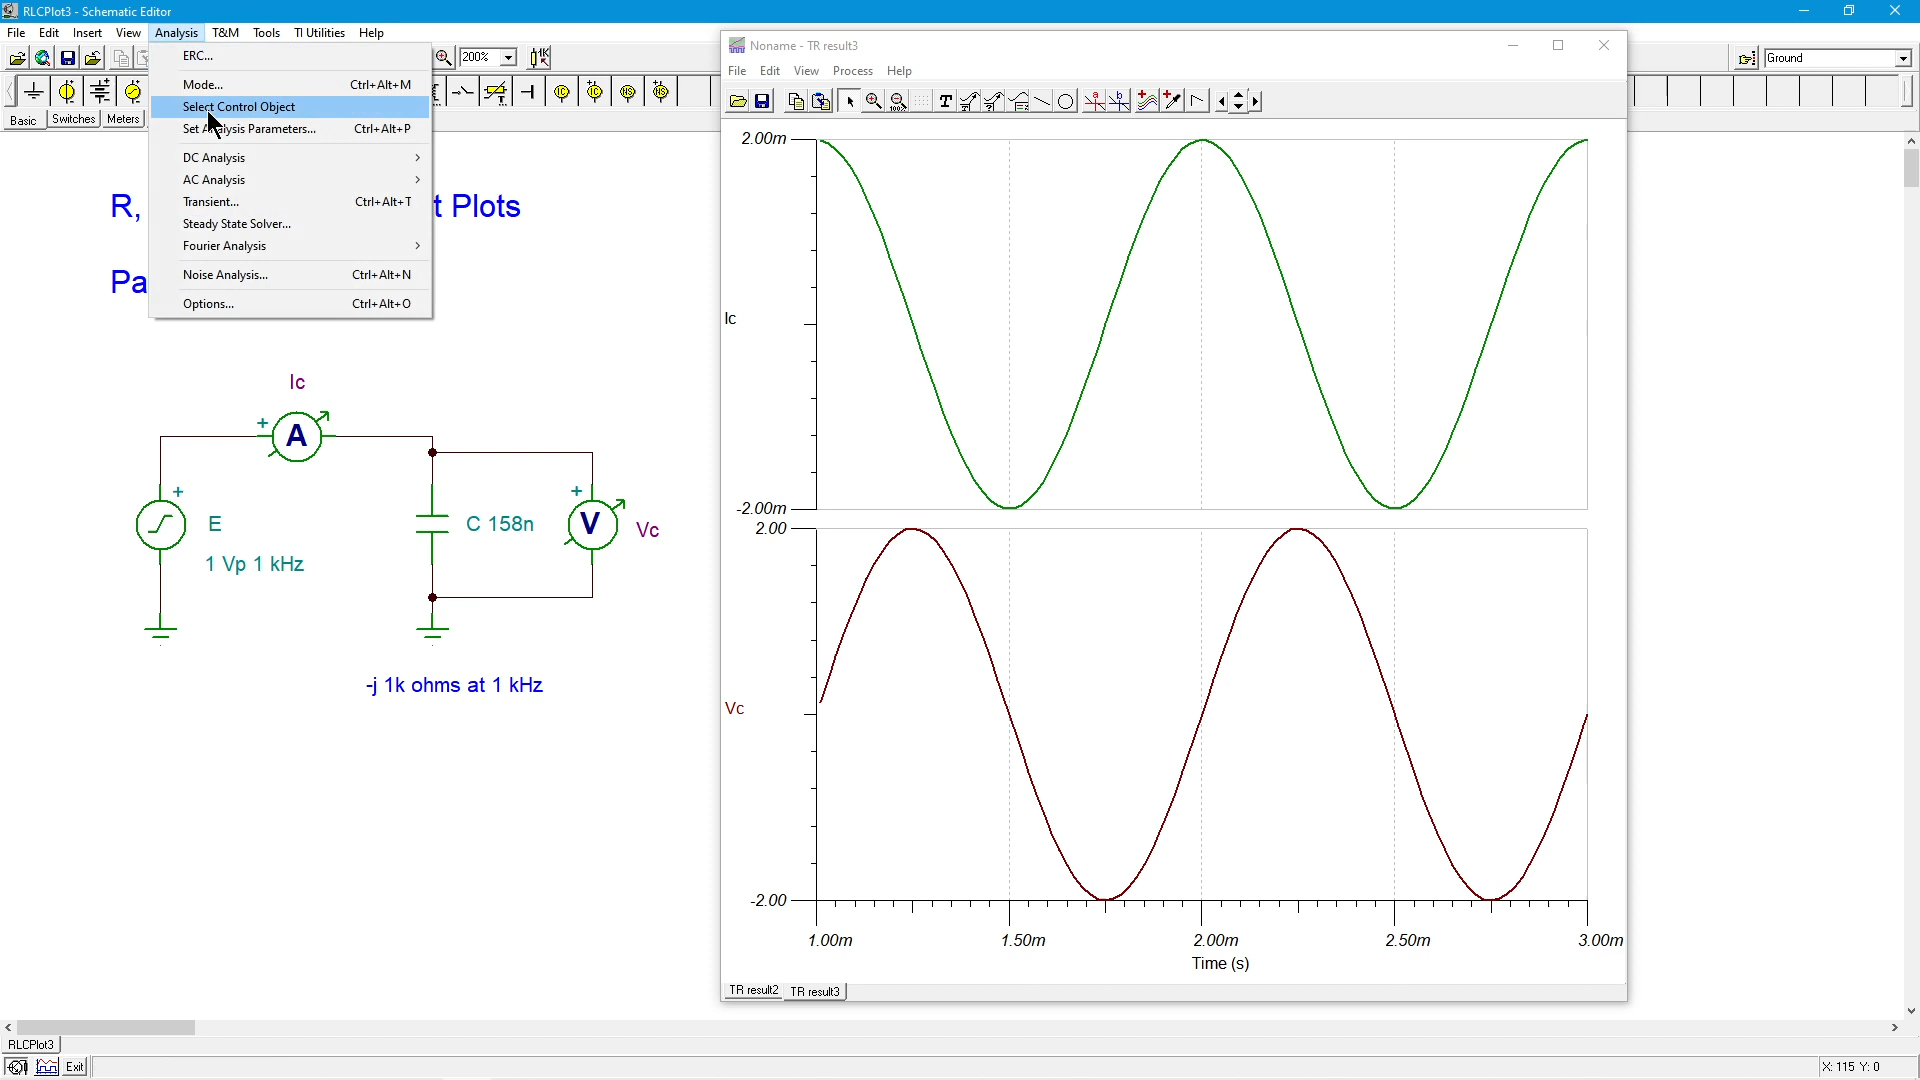 RLCPlot3 - Schematic Editor
File Edit Insert View Analysis T&M Tools TI Utilities Help
200%
Ground
Basic Switches Meters
ERC...
Mode... Ctrl+Alt+M
Select Control Object
Set Analysis Parameters... Ctrl+Alt+P
DC Analysis
AC Analysis
Transient... Ctrl+Alt+T
Steady State Solver...
Fourier Analysis
Noise Analysis... Ctrl+Alt+N
Options... Ctrl+Alt+O
R, t Plots
Pa
Ic
+ A
+ E
1 Vp 1 kHz
C 158n
+ V Vc
-j 1k ohms at 1 kHz
Noname - TR result3
File Edit View Process Help
2.00m
Ic
-2.00m
2.00
Vc
-2.00
1.00m 1.50m 2.00m 2.50m 3.00m
Time (s)
TR result2 TR result3
RLCPlot3
Exit
X: 115 Y: 0